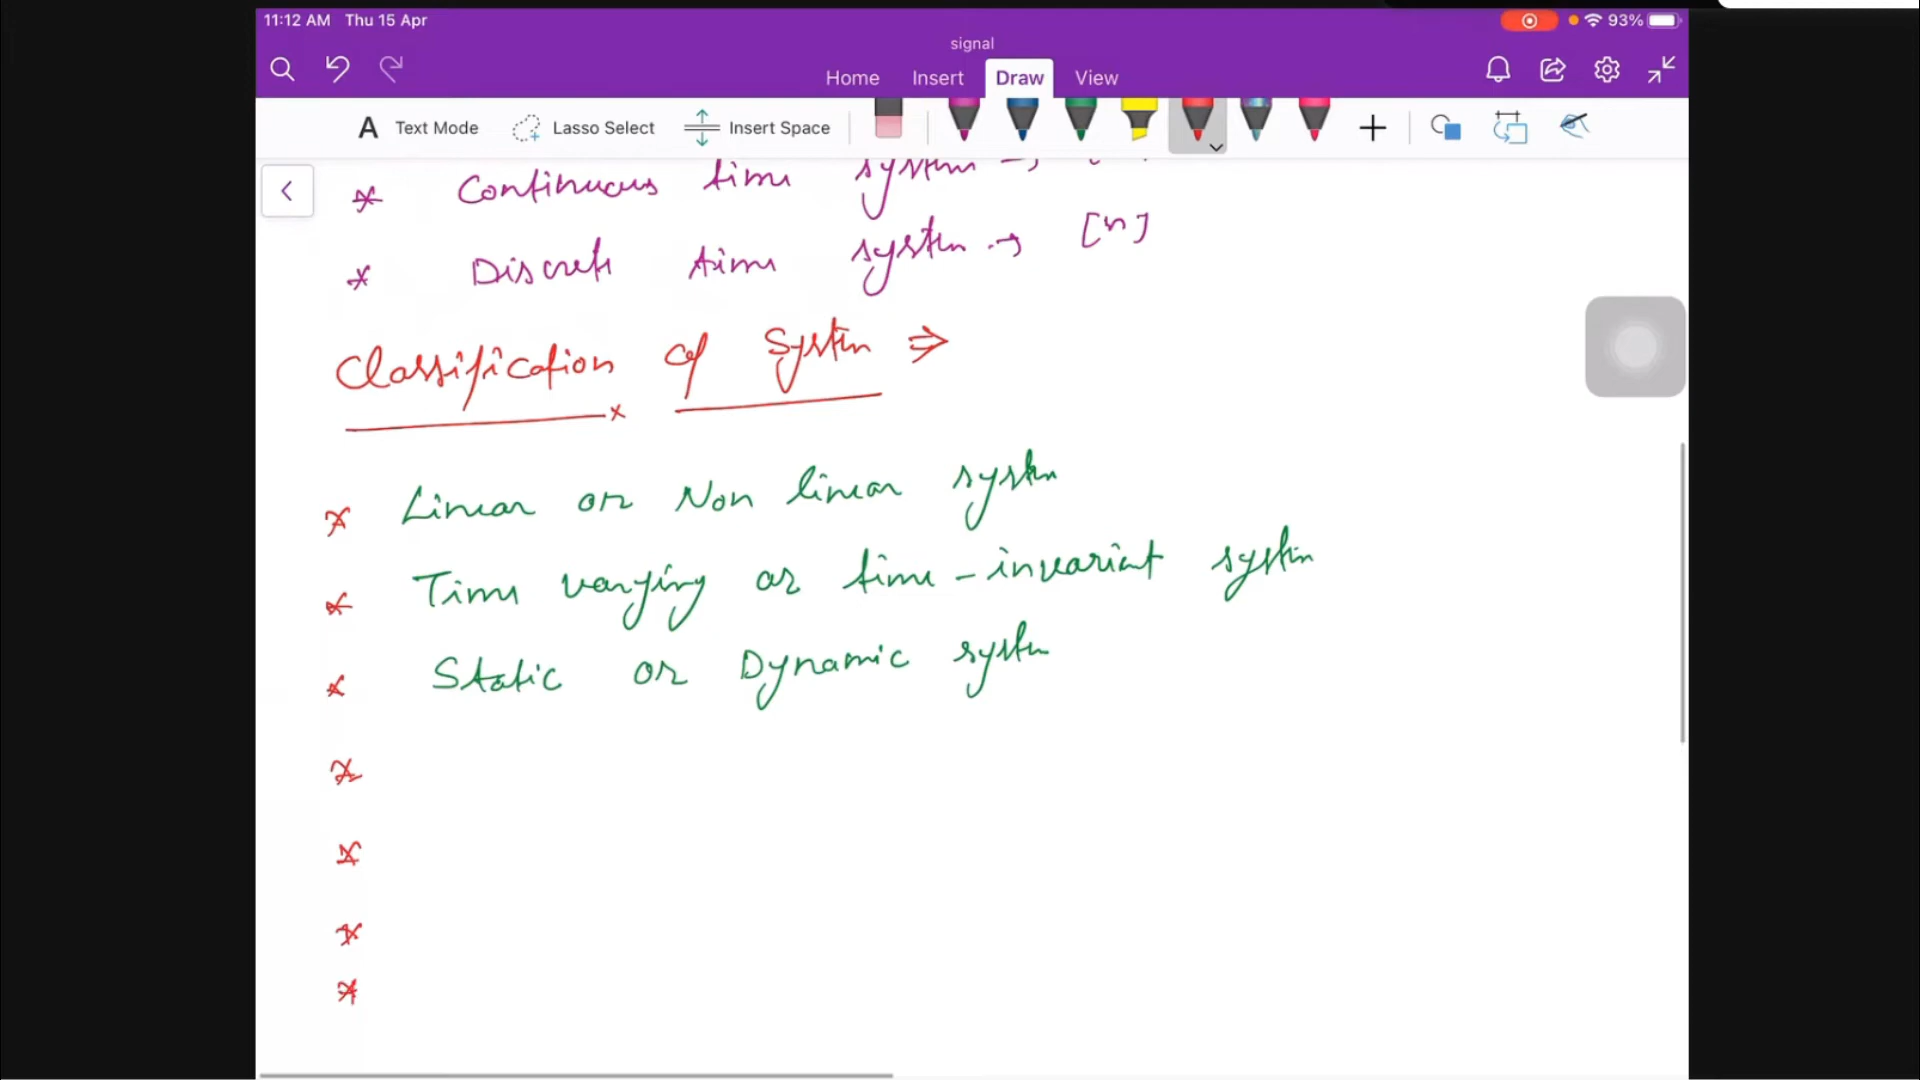 11:12 AM Thu 15 Apr
93%
signal
Home Insert Draw View
A Text Mode Lasso Select Insert Space
* Continuous time system →
* Discrete time system → [n]
Classification of System ⇒
* Linear or Non linear system
* Time varying or time-invariant system
* Static or Dynamic system
*
*
*
*